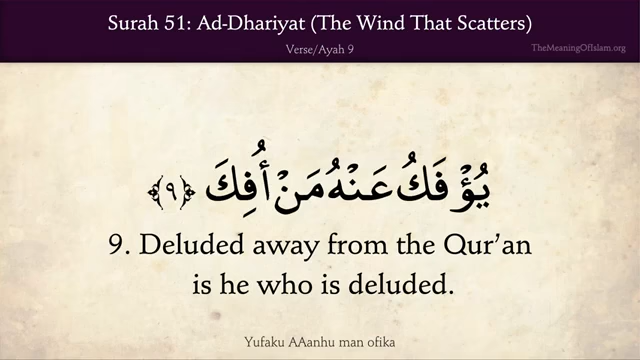 Surah 51: Ad-Dhariyat (The Wind That Scatters)
Verse/Ayah 9
TheMeaningOfIslam.org
يُؤْفَكُ عَنْهُ مَنْ أُفِكَ ﴿٩﴾
9. Deluded away from the Qur’an
is he who is deluded.
Yufaku AAanhu man ofika